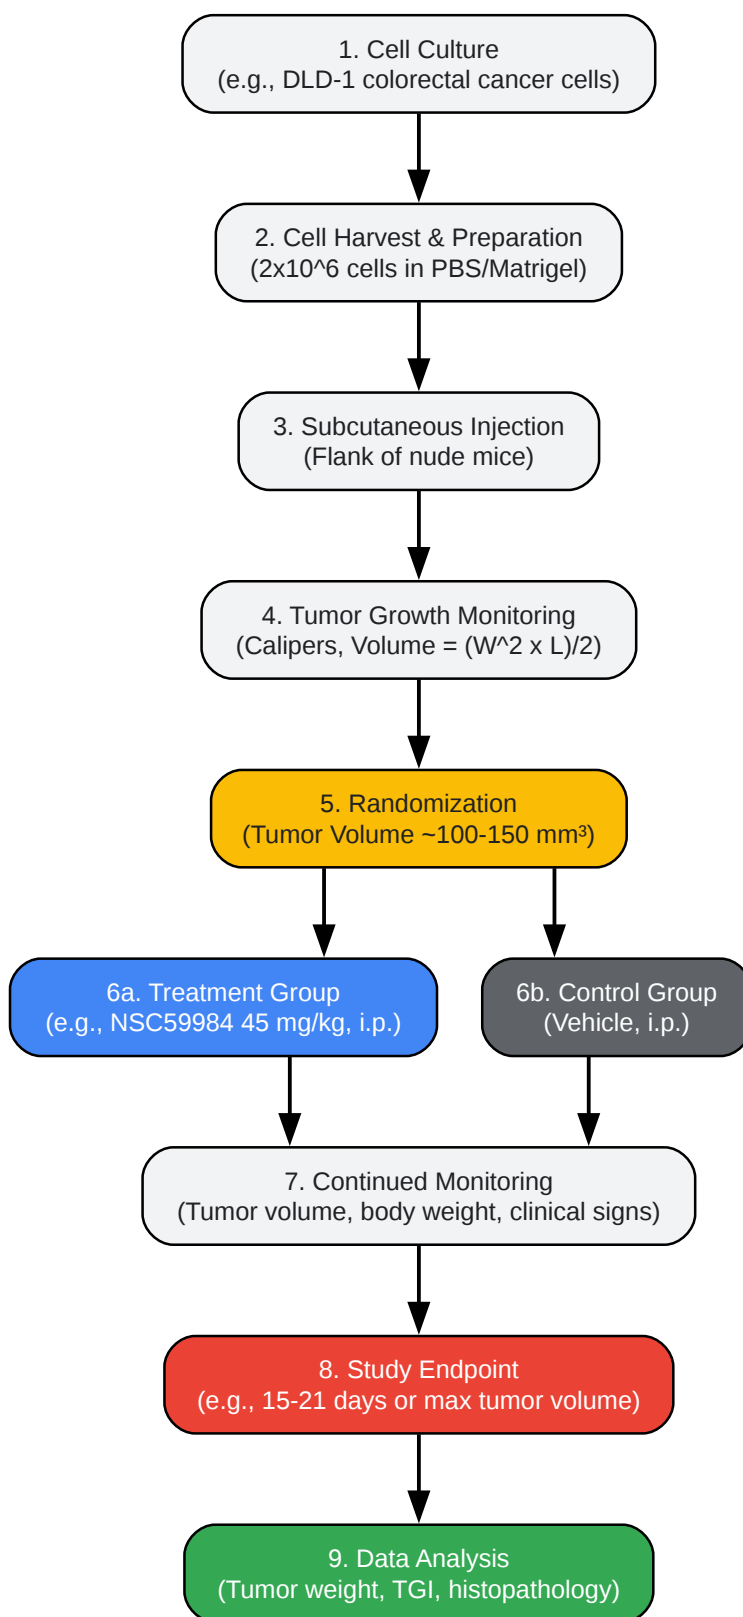 1. Cell Culture
(e.g., DLD-1 colorectal cancer cells)
2. Cell Harvest & Preparation
(2x10^6 cells in PBS/Matrigel)
3. Subcutaneous Injection
(Flank of nude mice)
4. Tumor Growth Monitoring
(Calipers, Volume = (W^2 x L)/2)
5. Randomization
(Tumor Volume ~100-150 mm³)
6a. Treatment Group
(e.g., NSC59984 45 mg/kg, i.p.)
6b. Control Group
(Vehicle, i.p.)
7. Continued Monitoring
(Tumor volume, body weight, clinical signs)
8. Study Endpoint
(e.g., 15-21 days or max tumor volume)
9. Data Analysis
(Tumor weight, TGI, histopathology)